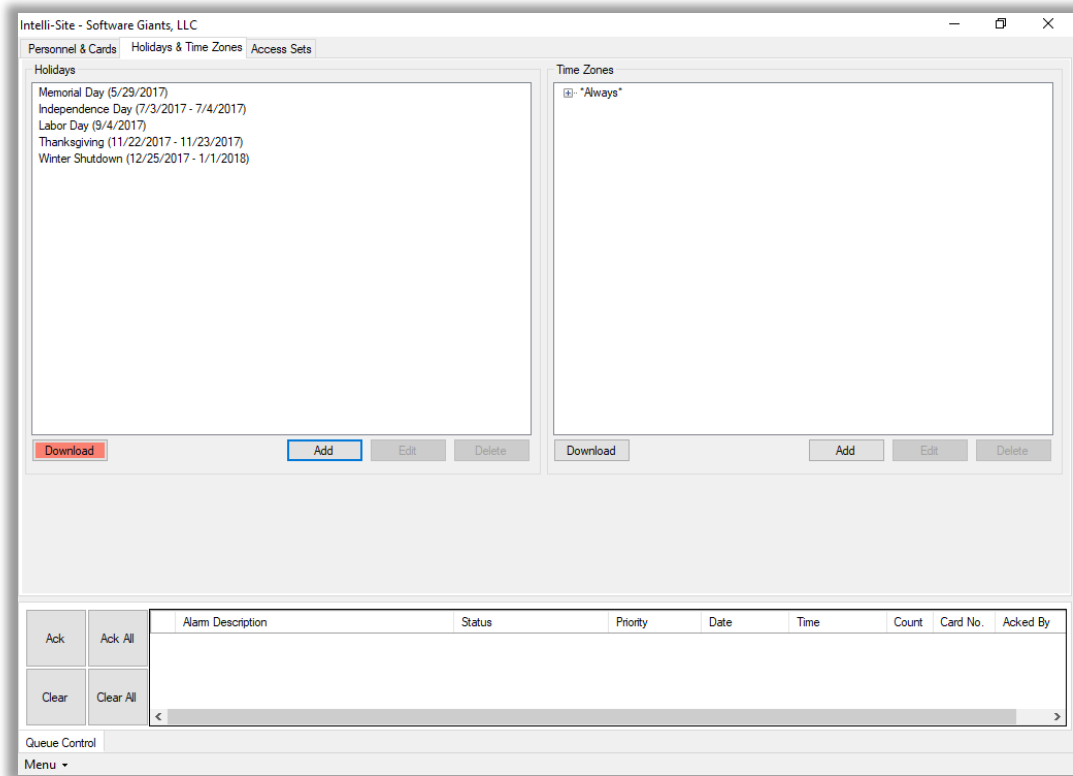 Intelli-Site - Software Giants, LLC
Personnel & Cards Holidays & Time Zones Access Sets
Holidays
Memorial Day (5/29/2017)
Independence Day (7/3/2017 - 7/4/2017)
Labor Day (9/4/2017)
Thanksgiving (11/22/2017 - 11/23/2017)
Winter Shutdown (12/25/2017 - 1/1/2018)
Download Add Edit Delete
Time Zones
*Always*
Download Add Edit Delete
Ack Ack All
Clear Clear All
Alarm Description Status Priority Date Time Count Card No. Acked By
Queue Control
Menu